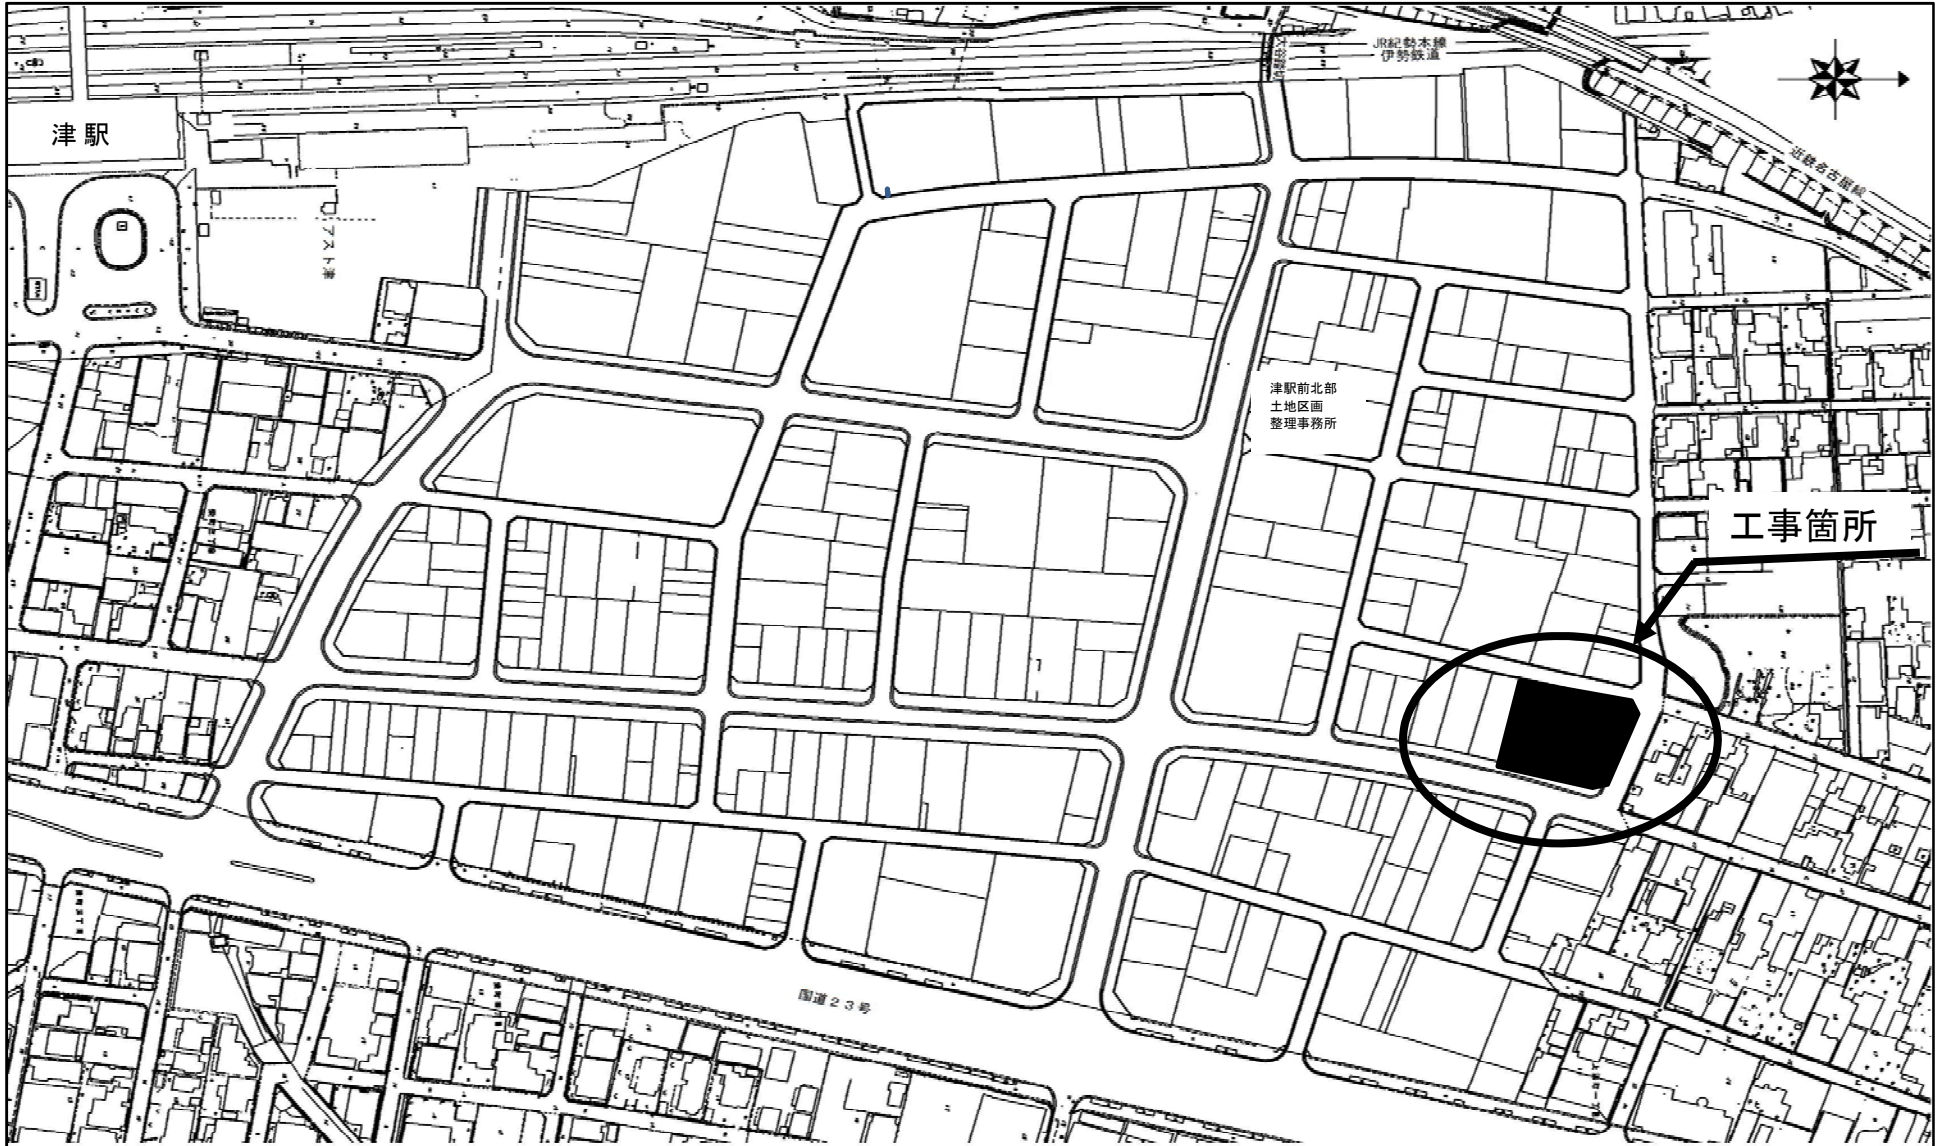 JR紀勢本線
伊勢鉄道
津駅
近鉄名古屋線
アスト津
津駅前北部
土地区画
整理事務所
工事箇所
国道23号